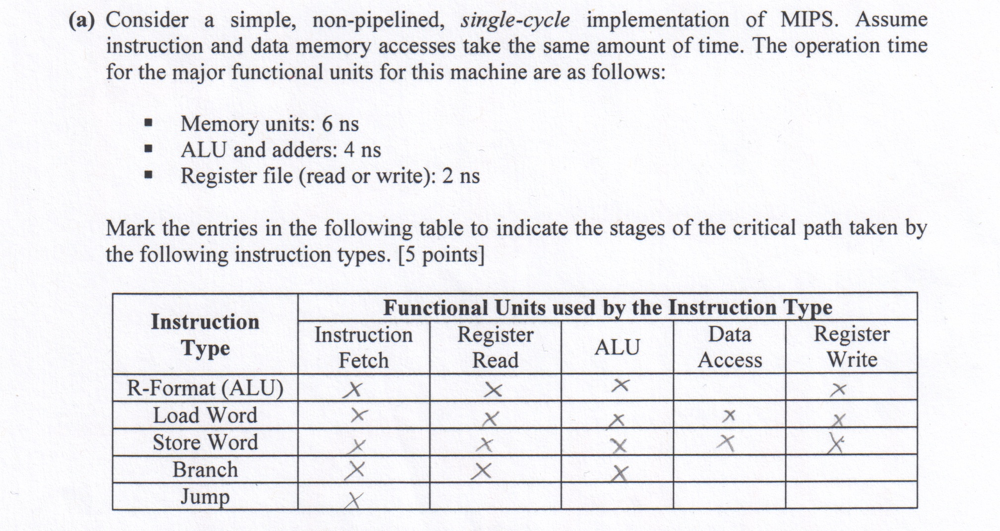 (a) Consider a simple, non-pipelined, single-cycle implementation of MIPS. Assume
instruction and data memory accesses take the same amount of time. The operation time
for the major functional units for this machine are as follows:
▪ Memory units: 6 ns
▪ ALU and adders: 4 ns
▪ Register file (read or write): 2 ns
Mark the entries in the following table to indicate the stages of the critical path taken by
the following instruction types. [5 points]
Instruction Type
Functional Units used by the Instruction Type
Instruction Fetch
Register Read
ALU
Data Access
Register Write
R-Format (ALU) X X X X
Load Word X X X X X
Store Word X X X X X
Branch X X X
Jump X